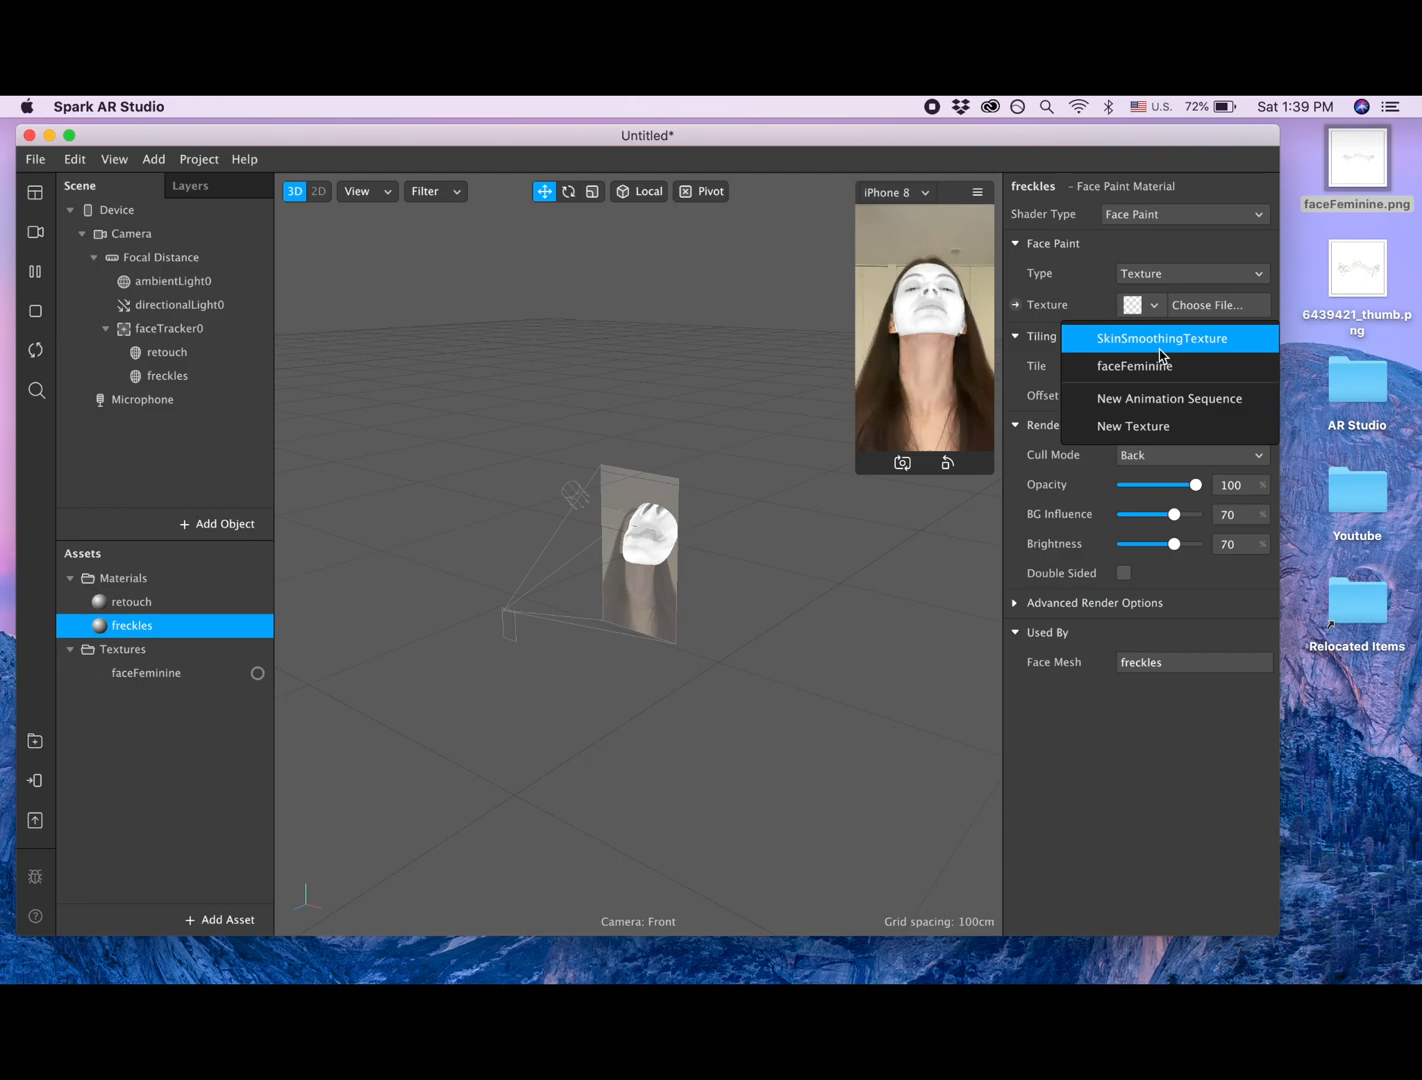 Spark AR Studio
U.S.
72%
Sat 1:39 PM
Untitled*
File Edit View Add Project Help
Scene
Layers
Device
Camera
Focal Distance
ambientLight0
directionalLight0
faceTracker0
retouch
freckles
Microphone
+ Add Object
Assets
Materials
retouch
freckles
Textures
faceFeminine
+ Add Asset
3D 2D
View
Filter
Local
Pivot
iPhone 8
Camera: Front
Grid spacing: 100cm
freckles - Face Paint Material
Shader Type Face Paint
Face Paint
Type Texture
Texture Choose File...
SkinSmoothingTexture
faceFeminine
New Animation Sequence
New Texture
Tiling
Tile
Offset
Rende
Cull Mode Back
Opacity 100 %
BG Influence 70 %
Brightness 70 %
Double Sided
Advanced Render Options
Used By
Face Mesh freckles
faceFeminine.png
6439421_thumb.p
ng
AR Studio
Youtube
Relocated Items